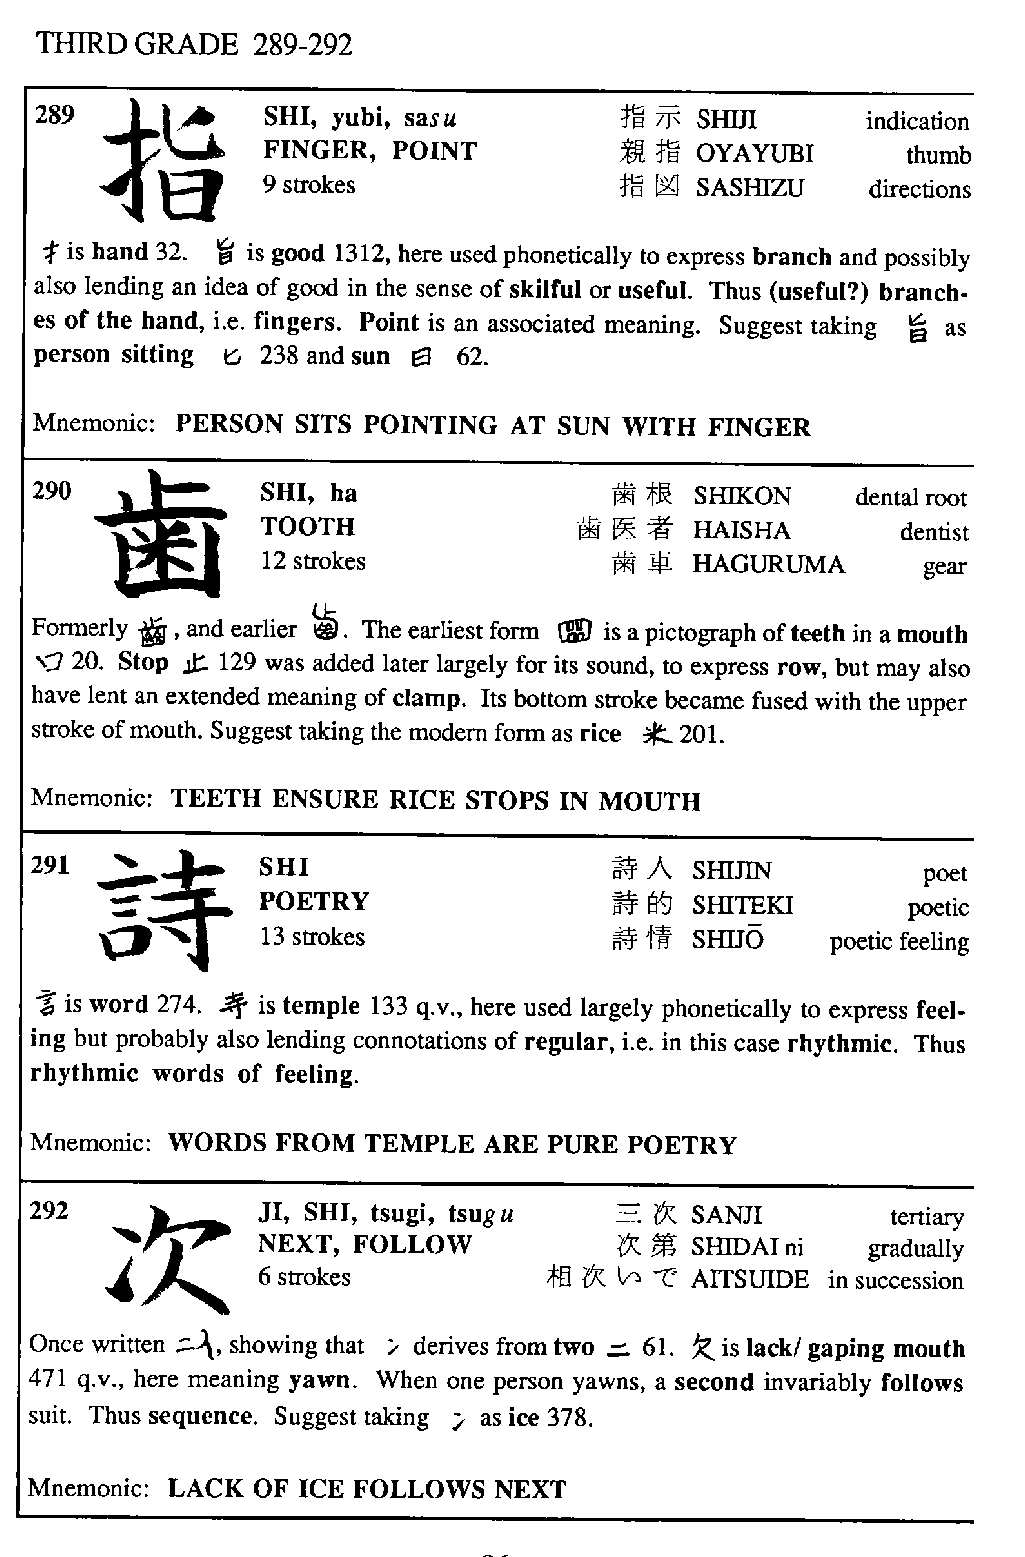 THIRD GRADE 289-292
289 指 SHI, yubi, sasu 指示 SHIJI indication
FINGER, POINT 親指 OYAYUBI thumb
9 strokes 指図 SASHIZU directions
扌 is hand 32. 旨 is good 1312, here used phonetically to express branch and possibly
also lending an idea of good in the sense of skilful or useful. Thus (useful?) branch-
es of the hand, i.e. fingers. Point is an associated meaning. Suggest taking 旨 as
person sitting 匕 238 and sun 日 62.
Mnemonic: PERSON SITS POINTING AT SUN WITH FINGER
290 歯 SHI, ha 歯根 SHIKON dental root
TOOTH 歯医者 HAISHA dentist
12 strokes 歯車 HAGURUMA gear
Formerly 齒, and earlier . The earliest form is a pictograph of teeth in a mouth
20. Stop 止 129 was added later largely for its sound, to express row, but may also
have lent an extended meaning of clamp. Its bottom stroke became fused with the upper
stroke of mouth. Suggest taking the modern form as rice 米 201.
Mnemonic: TEETH ENSURE RICE STOPS IN MOUTH
291 詩 SHI 詩人 SHIJIN poet
POETRY 詩的 SHITEKI poetic
13 strokes 詩情 SHIJŌ poetic feeling
言 is word 274. 寺 is temple 133 q.v., here used largely phonetically to express feel-
ing but probably also lending connotations of regular, i.e. in this case rhythmic. Thus
rhythmic words of feeling.
Mnemonic: WORDS FROM TEMPLE ARE PURE POETRY
292 次 JI, SHI, tsugi, tsugu 三次 SANJI tertiary
NEXT, FOLLOW 次第 SHIDAI ni gradually
6 strokes 相次いで AITSUIDE in succession
Once written , showing that 冫 derives from two 二 61. 欠 is lack/ gaping mouth
471 q.v., here meaning yawn. When one person yawns, a second invariably follows
suit. Thus sequence. Suggest taking 冫 as ice 378.
Mnemonic: LACK OF ICE FOLLOWS NEXT